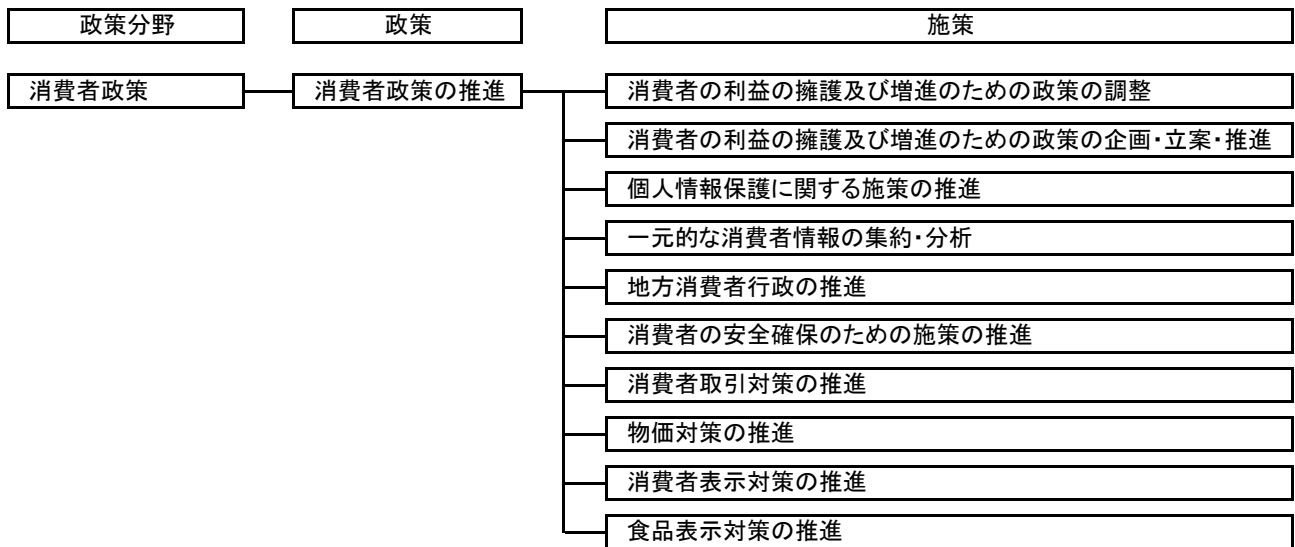 政策分野
政策
施策
消費者政策
消費者政策の推進
消費者の利益の擁護及び増進のための政策の調整
消費者の利益の擁護及び増進のための政策の企画・立案・推進
個人情報保護に関する施策の推進
一元的な消費者情報の集約・分析
地方消費者行政の推進
消費者の安全確保のための施策の推進
消費者取引対策の推進
物価対策の推進
消費者表示対策の推進
食品表示対策の推進